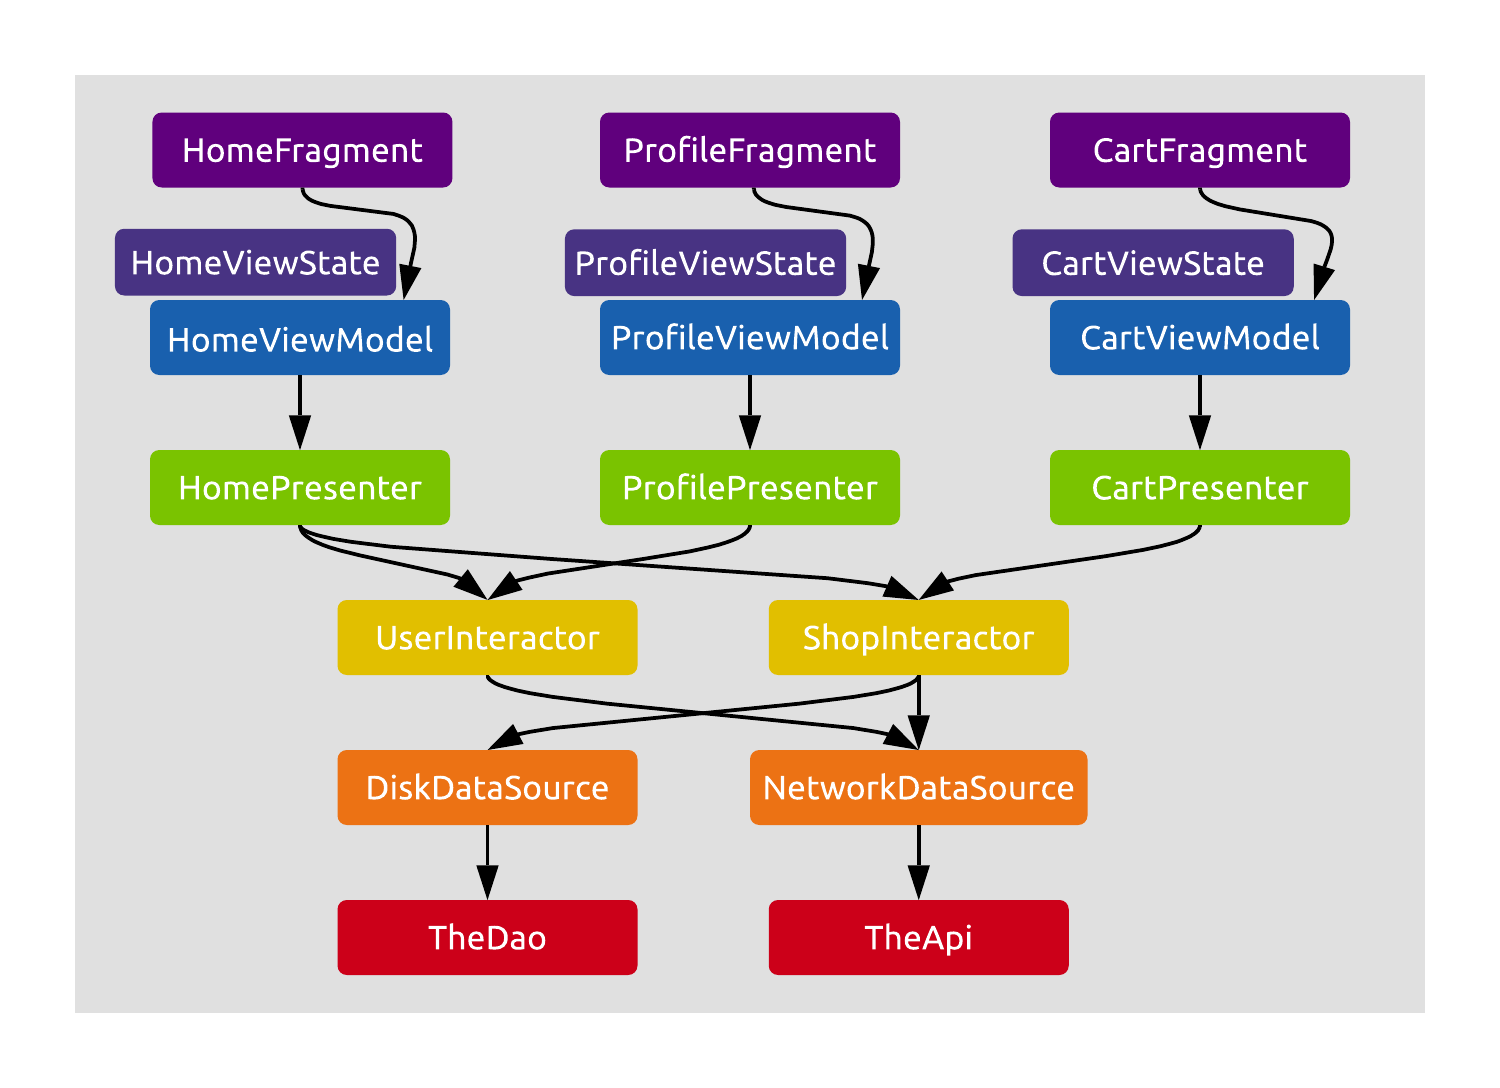 HomeFragment
ProfileFragment
CartFragment
HomeViewState
ProfileViewState
CartViewState
HomeViewModel
ProfileViewModel
CartViewModel
HomePresenter
ProfilePresenter
CartPresenter
UserInteractor
ShopInteractor
DiskDataSource
NetworkDataSource
TheDao
TheApi